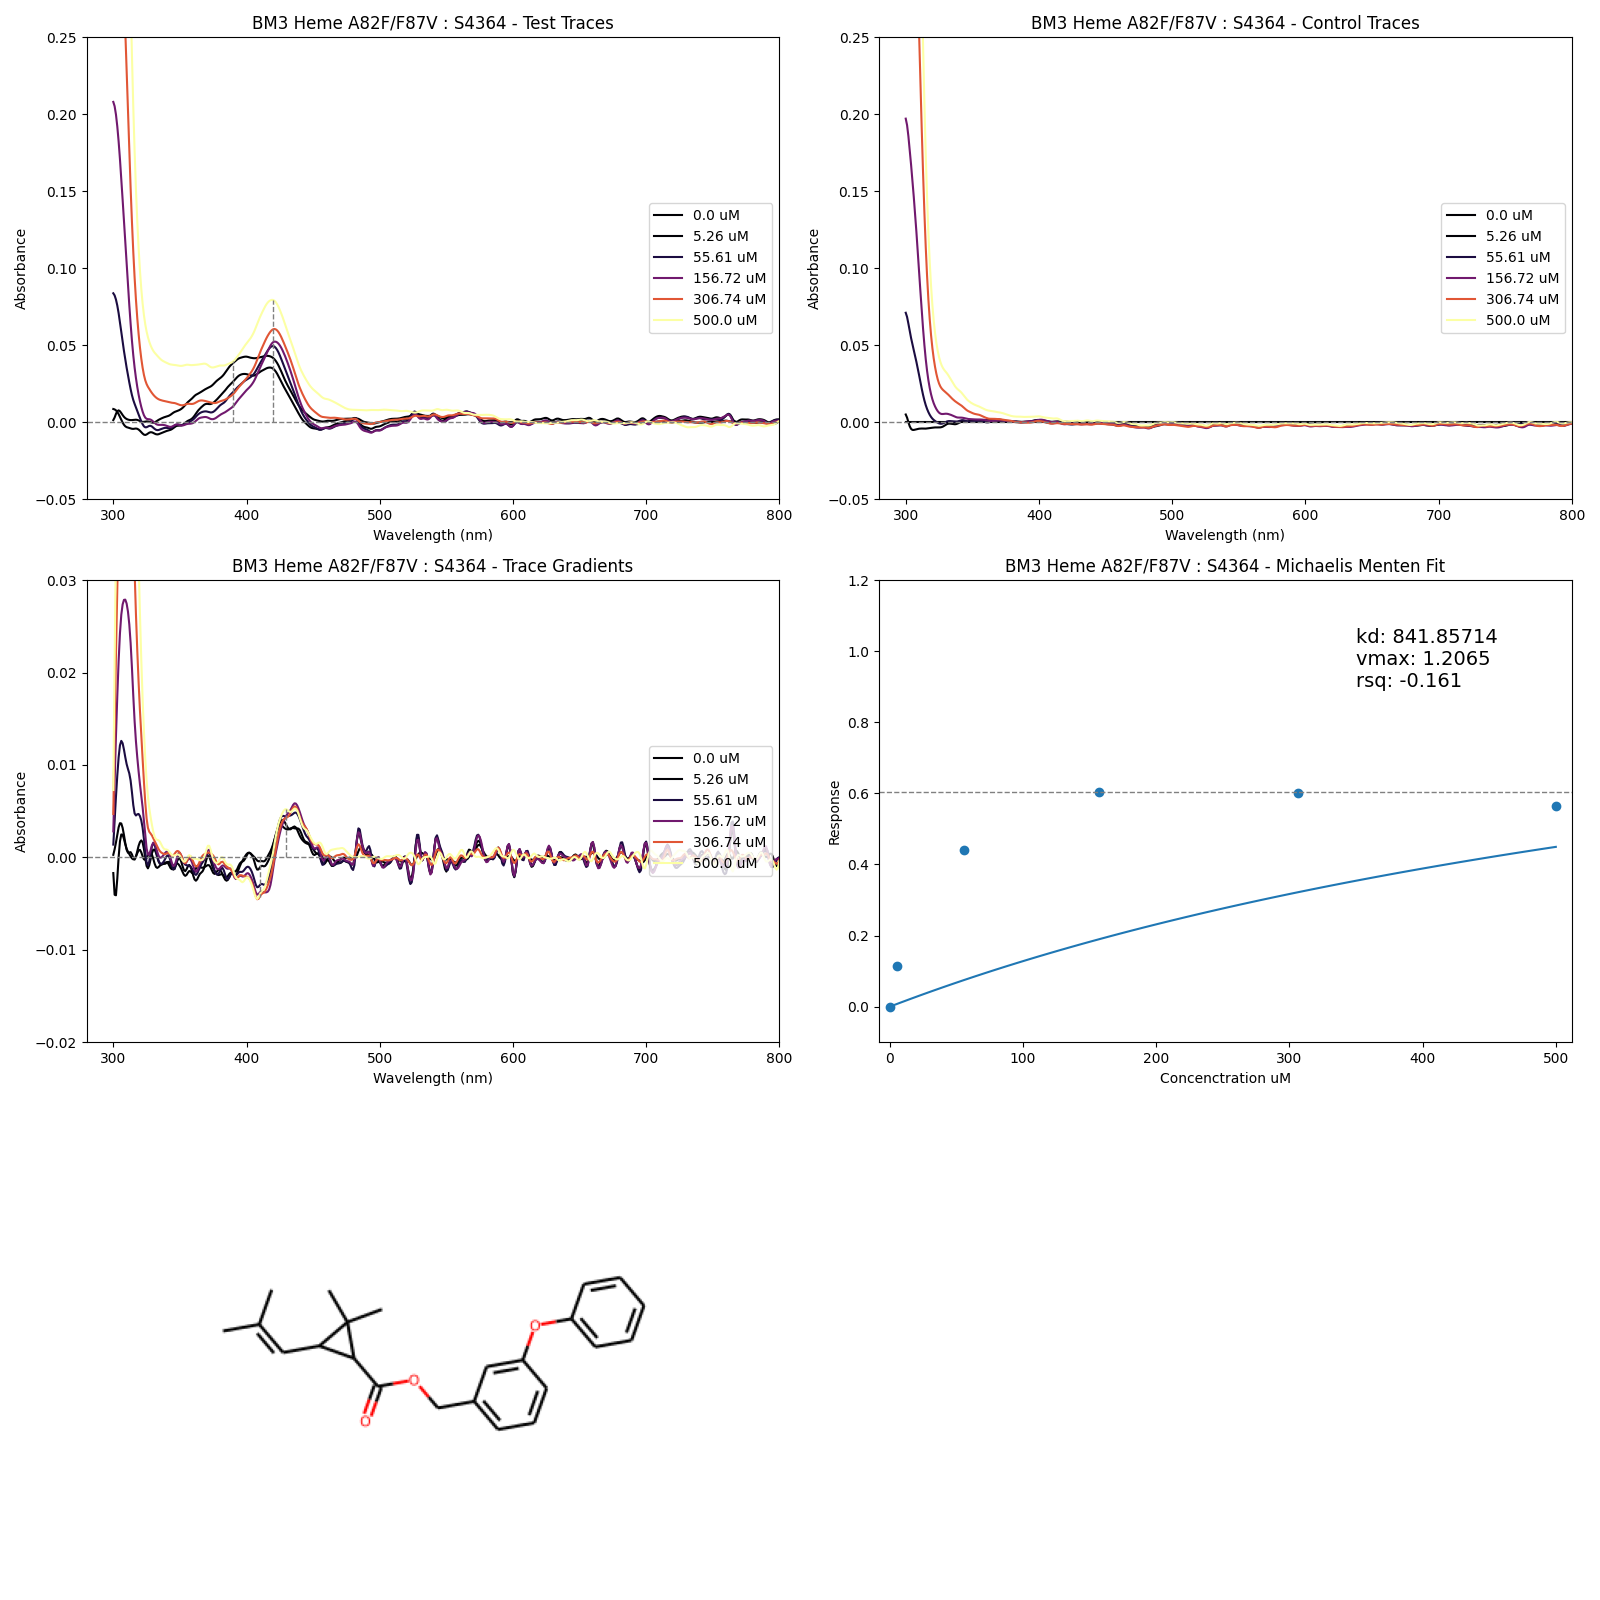 BM3 Heme A82F/F87V : S4364 - Test Traces
0.25
0.20
0.15
0.10
0.05
0.00
−0.05
Absorbance
300 400 500 600 700 800
Wavelength (nm)
0.0 uM
5.26 uM
55.61 uM
156.72 uM
306.74 uM
500.0 uM
BM3 Heme A82F/F87V : S4364 - Control Traces
0.25
0.20
0.15
0.10
0.05
0.00
−0.05
Absorbance
300 400 500 600 700 800
Wavelength (nm)
0.0 uM
5.26 uM
55.61 uM
156.72 uM
306.74 uM
500.0 uM
BM3 Heme A82F/F87V : S4364 - Trace Gradients
0.03
0.02
0.01
0.00
−0.01
−0.02
Absorbance
300 400 500 600 700 800
Wavelength (nm)
0.0 uM
5.26 uM
55.61 uM
156.72 uM
306.74 uM
500.0 uM
BM3 Heme A82F/F87V : S4364 - Michaelis Menten Fit
1.2
1.0
0.8
0.6
0.4
0.2
0.0
Response
kd: 841.85714
vmax: 1.2065
rsq: -0.161
0 100 200 300 400 500
Concenctration uM
O
O
O